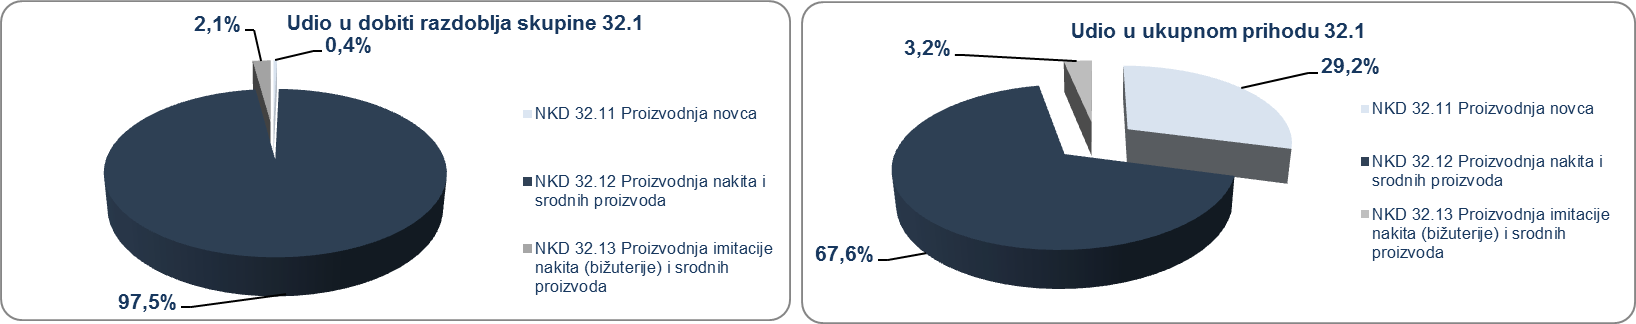 Udio u dobiti razdoblja skupine 32.1
2,1%
0,4%
NKD 32.11 Proizvodnja novca
NKD 32.12 Proizvodnja nakita i
srodnih proizvoda
NKD 32.13 Proizvodnja imitacije
nakita (bižuterije) i srodnih
proizvoda
97,5%
Udio u ukupnom prihodu 32.1
3,2%
29,2%
NKD 32.11 Proizvodnja novca
NKD 32.12 Proizvodnja nakita i
srodnih proizvoda
NKD 32.13 Proizvodnja imitacije
nakita (bižuterije) i srodnih
proizvoda
67,6%